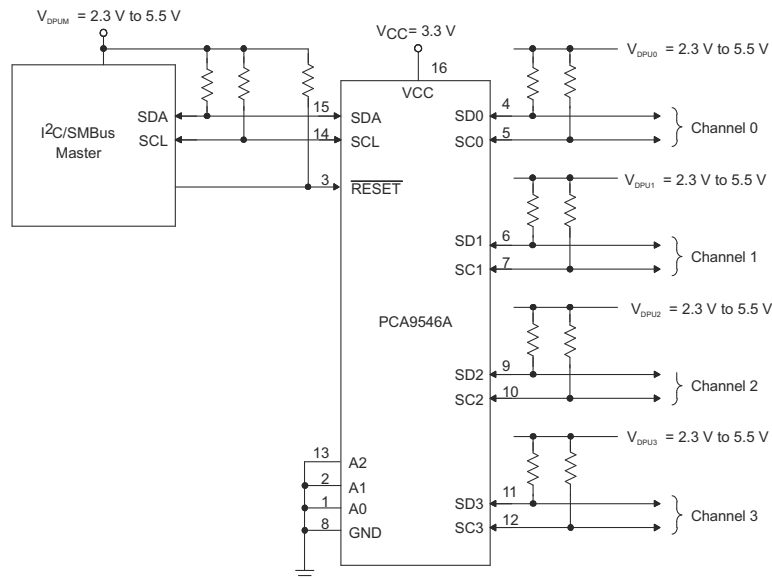 V_DPUM = 2.3 V to 5.5 V
VCC = 3.3 V
16
VCC
I²C/SMBus
Master
SDA
SCL
15
14
3
SDA
SCL
RESET
PCA9546A
13
2
1
8
A2
A1
A0
GND
V_DPU0 = 2.3 V to 5.5 V
SD0
4
SC0
5
Channel 0
V_DPU1 = 2.3 V to 5.5 V
SD1
6
SC1
7
Channel 1
V_DPU2 = 2.3 V to 5.5 V
SD2
9
SC2
10
Channel 2
V_DPU3 = 2.3 V to 5.5 V
SD3
11
SC3
12
Channel 3